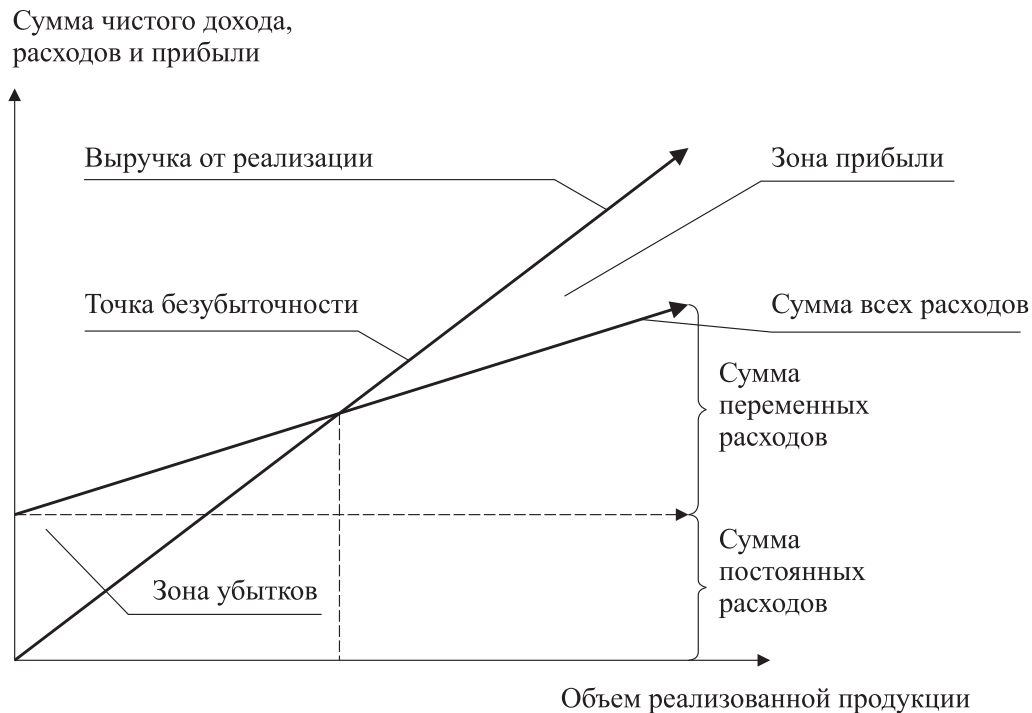 Сумма чистого дохода,
расходов и прибыли
Выручка от реализации
Зона прибыли
Точка безубыточности
Сумма всех расходов
Сумма
переменных
расходов
Сумма
постоянных
расходов
Зона убытков
Объем реализованной продукции